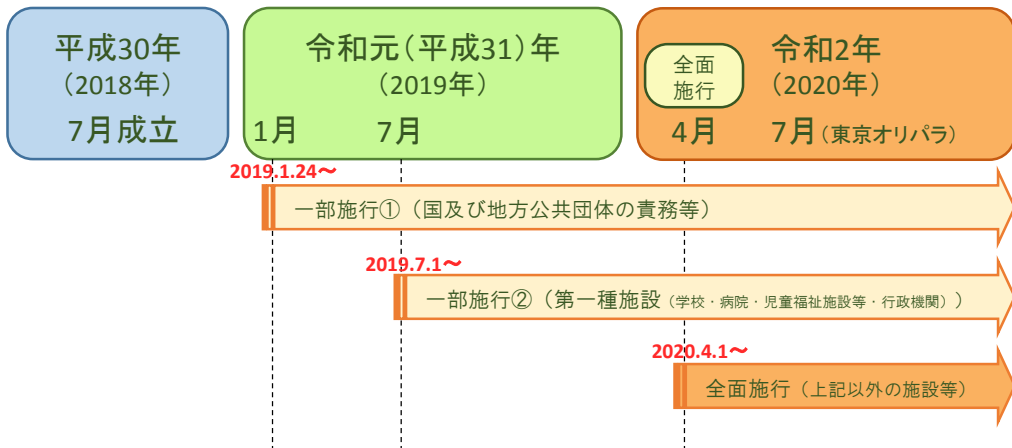 平成30年
(2018年)
7月成立
令和元(平成31)年
(2019年)
1月 7月
全面
施行
令和2年
(2020年)
4月 7月(東京オリパラ)
2019.1.24～
一部施行①（国及び地方公共団体の責務等）
2019.7.1～
一部施行②（第一種施設（学校・病院・児童福祉施設等・行政機関））
2020.4.1～
全面施行（上記以外の施設等）